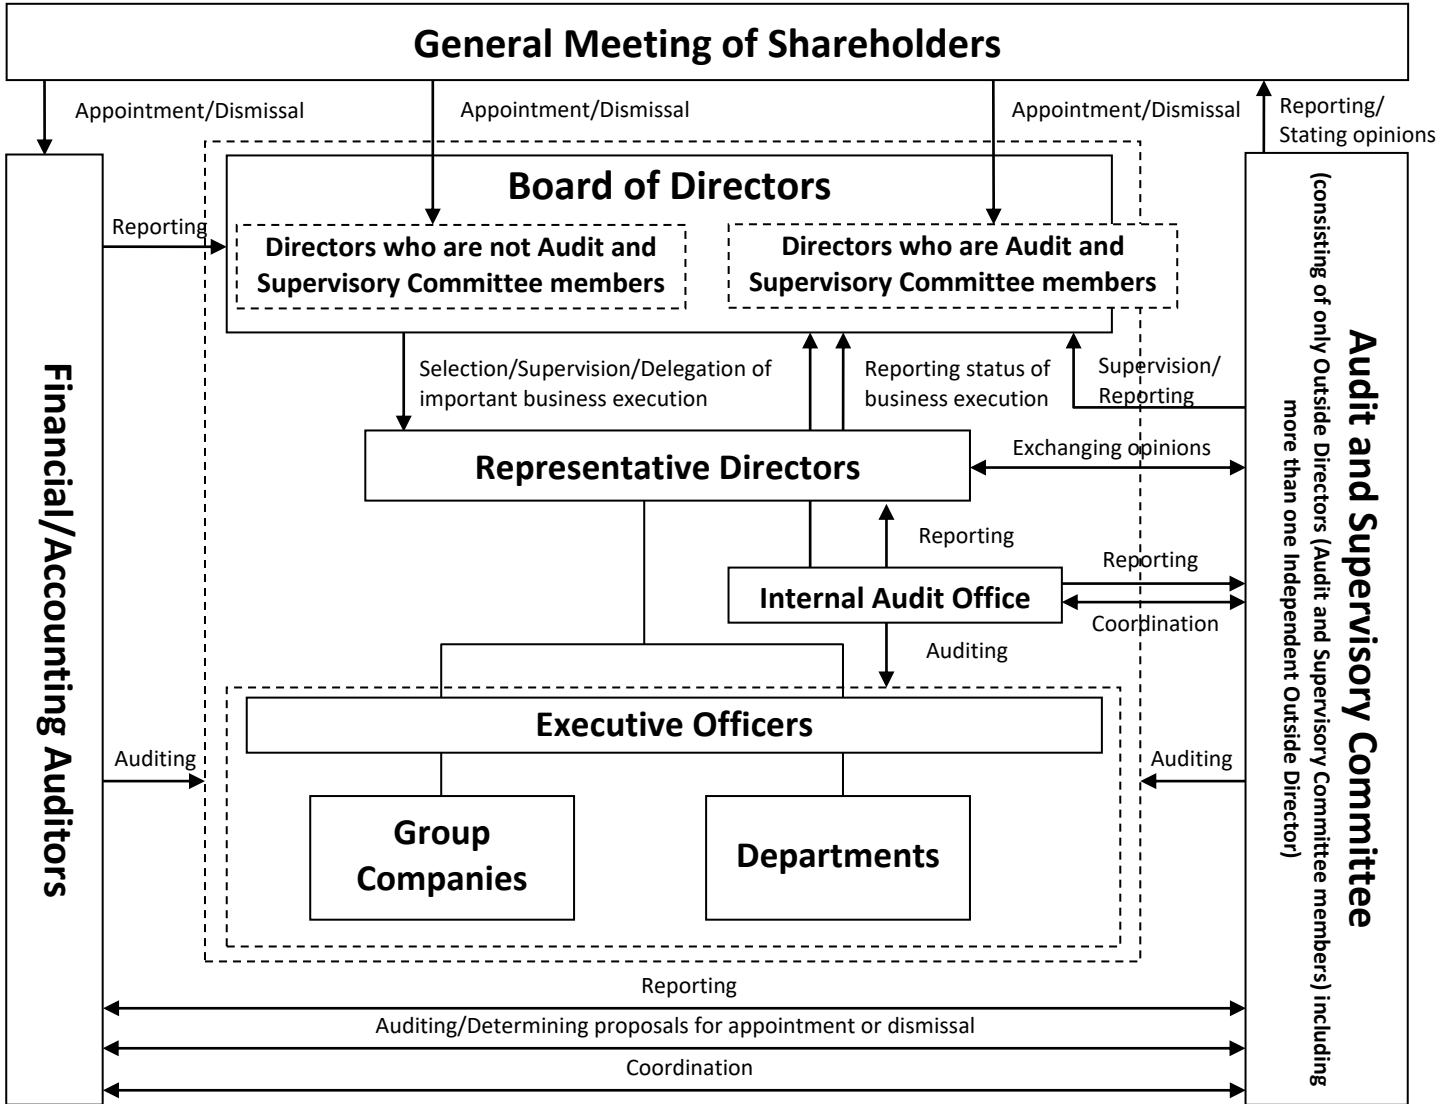 General Meeting of Shareholders
Appointment/Dismissal
Appointment/Dismissal
Appointment/Dismissal
Reporting/
Stating opinions
Board of Directors
Reporting
Directors who are not Audit and
Supervisory Committee members
Directors who are Audit and
Supervisory Committee members
Selection/Supervision/Delegation of
important business execution
Reporting status of
business execution
Supervision/
Reporting
Representative Directors
Exchanging opinions
Reporting
Internal Audit Office
Reporting
Coordination
Auditing
Executive Officers
Auditing
Auditing
Group
Companies
Departments
Financial/Accounting Auditors
Audit and Supervisory Committee
(consisting of only Outside Directors (Audit and Supervisory Committee members) including
more than one Independent Outside Director)
Reporting
Auditing/Determining proposals for appointment or dismissal
Coordination